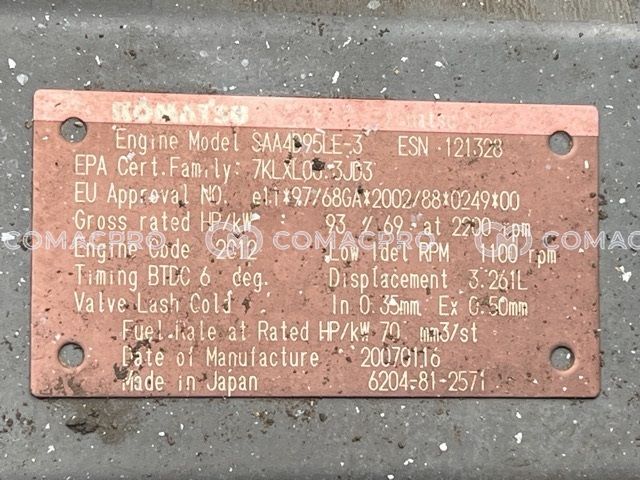 KOMATSU
Engine Model SAA4D95LE-3 ESN 121328
EPA Cert.Family: 7KLXL03.3JD3
EU Approval NO. e11*97/68GA*2002/88*0249*00
Gross rated HP/kW : 93 / 69 at 2200 rpm
COMACPRO COMACPRO COMACPRO
Engine Code 2012 Low Idel RPM 1100 rpm
Timing BTDC 6 deg. Displacement 3.261L
Valve Lash Cold In 0.35mm Ex 0.50mm
Fuel Rate at Rated HP/kW 70 mm3/st
Date of Manufacture 20070116
Made in Japan 6204-81-2571